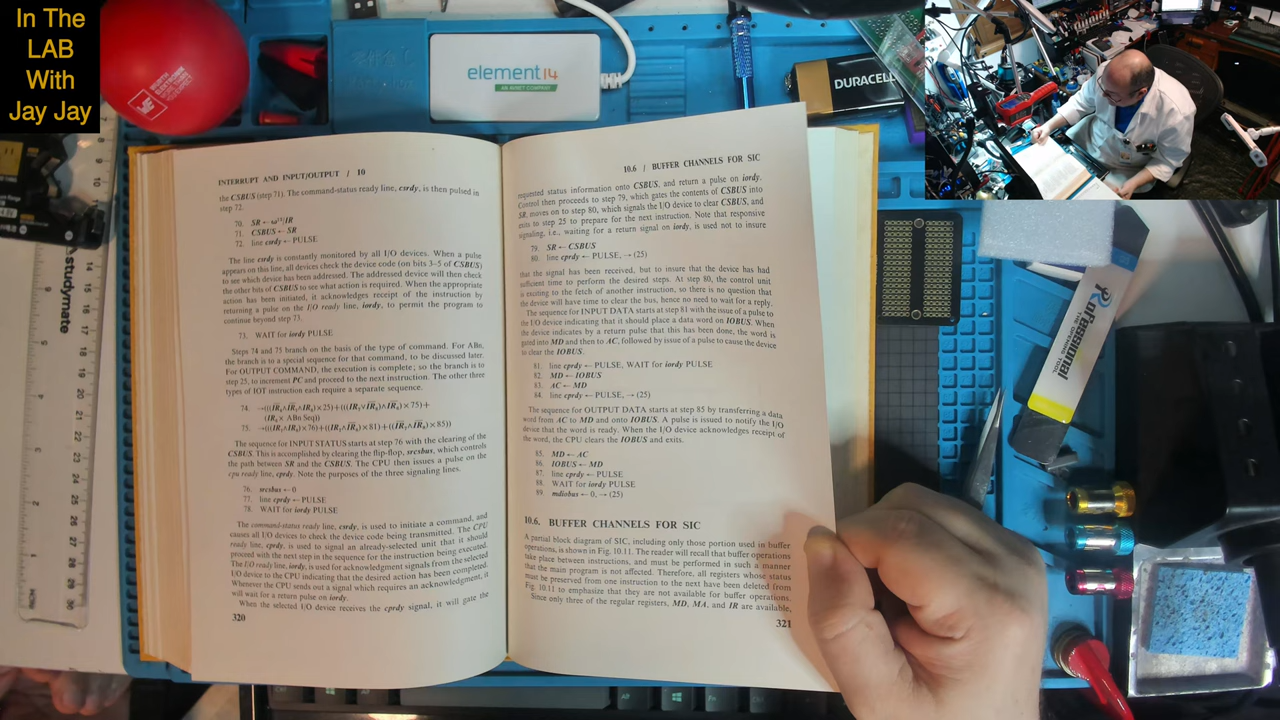 In The
LAB
With
Jay Jay
element14
AN AVNET COMPANY
DURACELL
studymate
INTERRUPT AND INPUT/OUTPUT / 10
the CSBUS (step 71). The command-status ready line, csrdy, is then pulsed in
step 72.
70. SR ← /IR
71. CSBUS ← SR
72. line csrdy ← PULSE
The line csrdy is constantly monitored by all I/O devices. When a pulse
appears on this line, all devices check the device code (on bits 3–5 of CSBUS)
to see which device has been addressed. The addressed device will then check
the other bits of CSBUS to see what action is required. When the appropriate
action has been initiated, it acknowledges receipt of the instruction by
returning a pulse on the I/O ready line, iordy, to permit the program to
continue beyond step 73.
73. WAIT for iordy PULSE
Steps 74 and 75 branch on the basis of the type of command. For ABn,
the branch is to a special sequence for that command, to be discussed later.
For OUTPUT COMMAND, the execution is complete; so the branch is to
step 25, to increment PC and proceed to the next instruction. The other three
types of IOT instruction each require a separate sequence.
74.
(IR₆ × ABn Seq))
75.
The sequence for INPUT STATUS starts at step 76 with the clearing of the
CSBUS. This is accomplished by clearing the flip-flop, srcsbus, which controls
the path between SR and the CSBUS. The CPU then issues a pulse on the
cpu ready line, cprdy. Note the purposes of the three signaling lines.
76. srcsbus ← 0
77. line cprdy ← PULSE
78. WAIT for iordy PULSE
The command-status ready line, csrdy, is used to initiate a command, and
causes all I/O devices to check the device code being transmitted. The CPU
ready line, cprdy, is used to signal an already-selected unit that it should
proceed with the next step in the sequence for the instruction being executed.
The I/O ready line, iordy, is used for acknowledgment signals from the selected
I/O device to the CPU indicating that the desired action has been completed.
Whenever the CPU sends out a signal which requires an acknowledgment, it
will wait for a return pulse on iordy.
When the selected I/O device receives the cprdy signal, it will gate the
320
10.6 / BUFFER CHANNELS FOR SIC
requested status information onto CSBUS, and return a pulse on iordy.
Control then proceeds to step 79, which gates the contents of CSBUS into
SR, moves on to step 80, which signals the I/O device to clear CSBUS, and
exits to step 25 to prepare for the next instruction. Note that responsive
signaling, i.e., waiting for a return signal on iordy, is used not to insure
79. SR ← CSBUS
80. line cprdy ← PULSE, → (25)
that the signal has been received, but to insure that the device has had
sufficient time to perform the desired steps. At step 80, the control unit
is existing to the fetch of another instruction, so there is no question that
the device will have time to clear the bus, hence no need to wait for a reply.
The sequence for INPUT DATA starts at step 81 with the issue of a pulse to
the I/O device indicating that it should place a data word on IOBUS. When
the device indicates by a return pulse that this has been done, the word is
gated into MD and then to AC, followed by issue of a pulse to cause the device
to clear the IOBUS.
81. line cprdy ← PULSE, WAIT for iordy PULSE
82. MD ← IOBUS
83. AC ← MD
84. line cprdy ← PULSE, → (25)
The sequence for OUTPUT DATA starts at step 85 by transferring a data
word from AC to MD and onto IOBUS. A pulse is issued to notify the I/O
device that the word is ready. When the I/O device acknowledges receipt of
the word, the CPU clears the IOBUS and exits.
85. MD ← AC
86. IOBUS ← MD
87. line cprdy ← PULSE
88. WAIT for iordy PULSE
89. mdiobus ← 0, → (25)
10.6. BUFFER CHANNELS FOR SIC
A partial block diagram of SIC, including only those portion used in buffer
operations, is shown in Fig. 10.11. The reader will recall that buffer operations
take place between instructions, and must be performed in such a manner
that the main program is not affected. Therefore, all registers whose status
must be preserved from one instruction to the next have been deleted from
Fig. 10.11 to emphasize that they are not available for buffer operations.
Since only three of the regular registers, MD, MA, and IR are available,
321